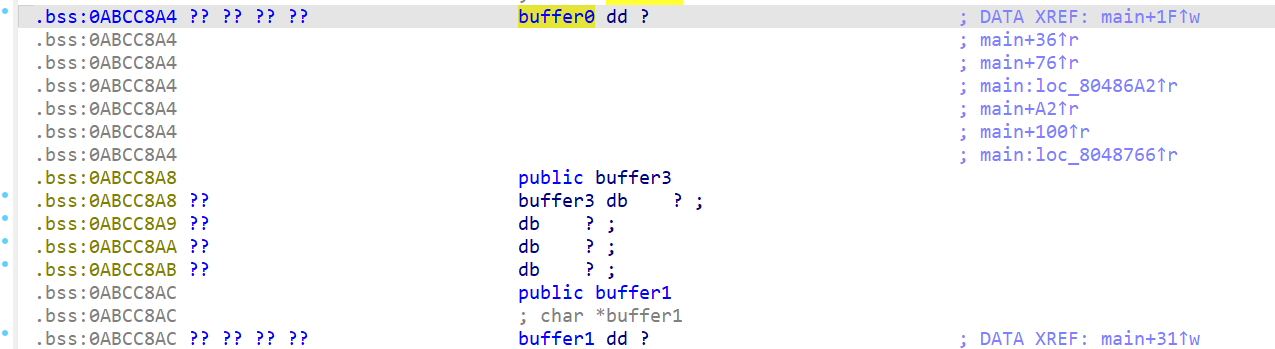 .bss:0ABCC8A4 ?? ?? ?? ?? buffer0 dd ? ; DATA XREF: main+1F↑w
.bss:0ABCC8A4 ; main+36↑r
.bss:0ABCC8A4 ; main+76↑r
.bss:0ABCC8A4 ; main:loc_80486A2↑r
.bss:0ABCC8A4 ; main+A2↑r
.bss:0ABCC8A4 ; main+100↑r
.bss:0ABCC8A4 ; main:loc_8048766↑r
.bss:0ABCC8A8 public buffer3
.bss:0ABCC8A8 ?? buffer3 db ? ;
.bss:0ABCC8A9 ?? db ? ;
.bss:0ABCC8AA ?? db ? ;
.bss:0ABCC8AB ?? db ? ;
.bss:0ABCC8AC public buffer1
.bss:0ABCC8AC ; char *buffer1
.bss:0ABCC8AC ?? ?? ?? ?? buffer1 dd ? ; DATA XREF: main+31↑w